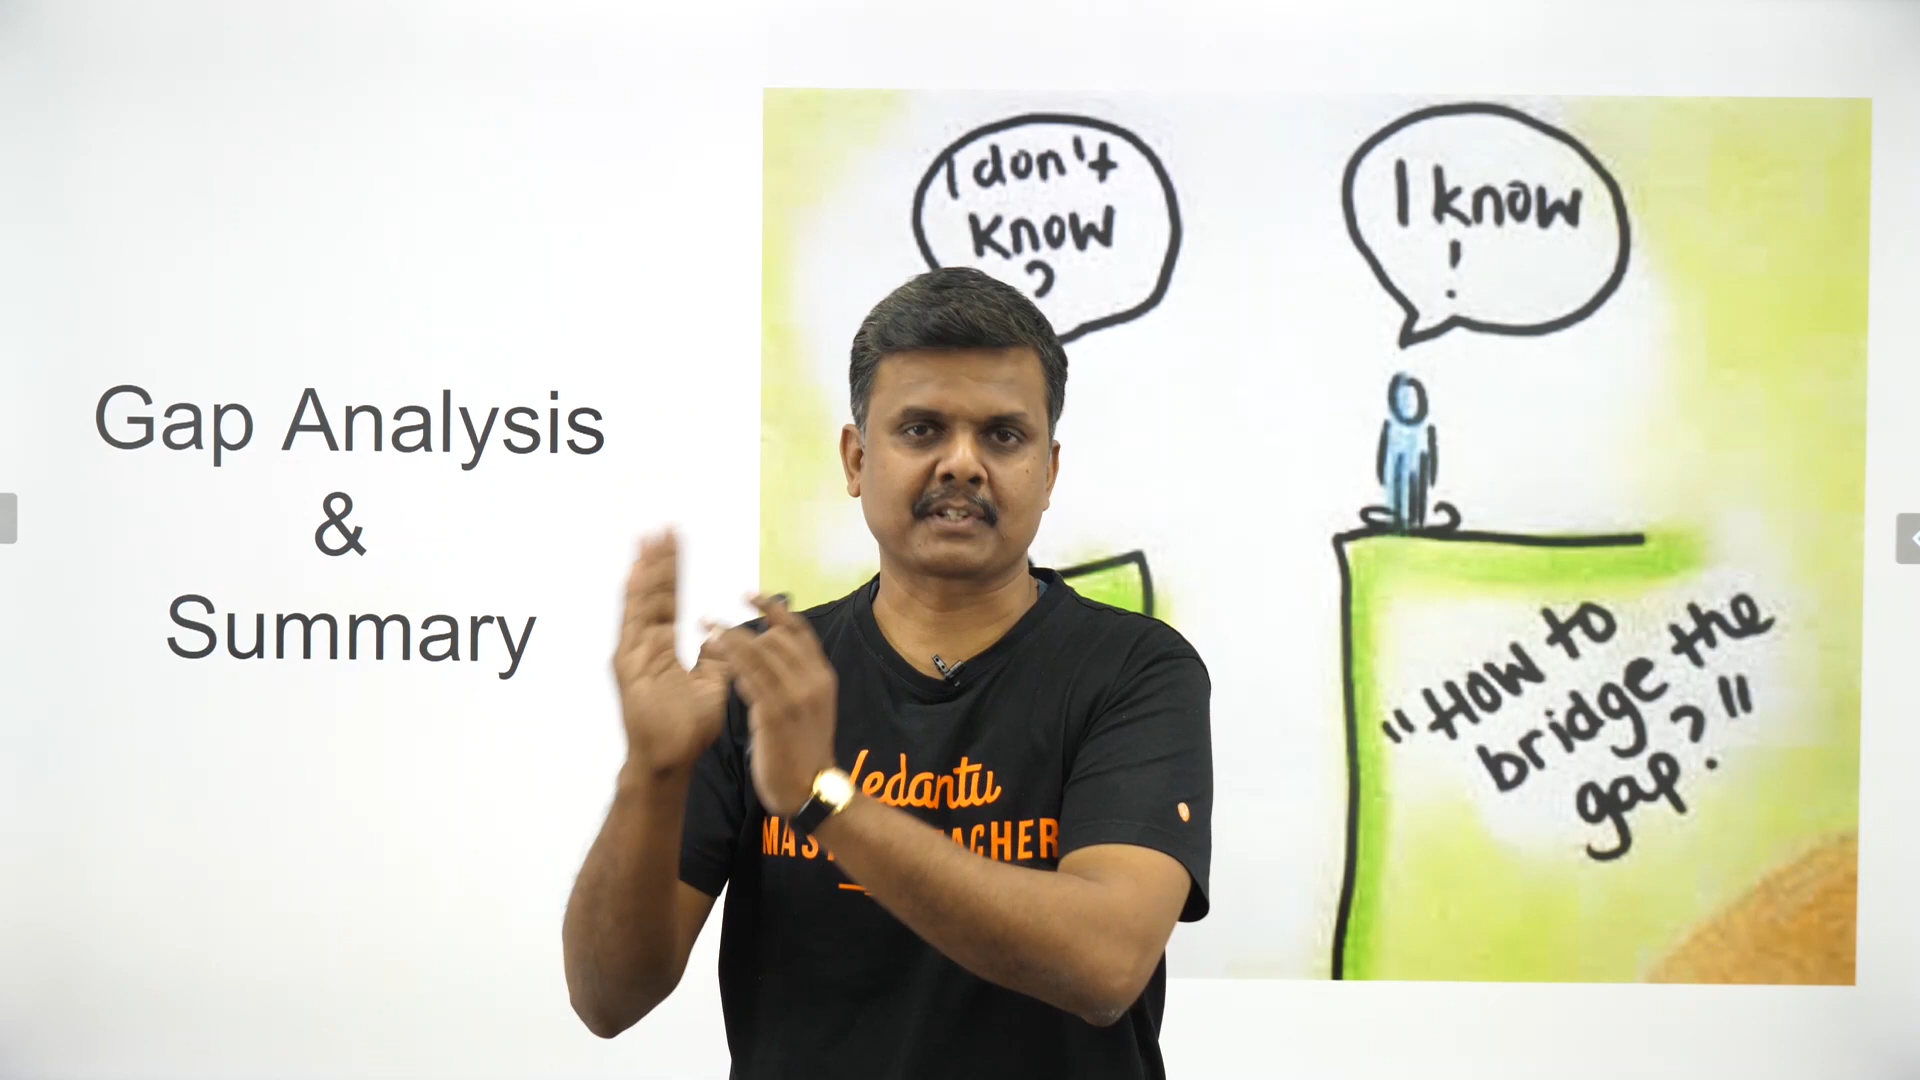 Gap Analysis
&
Summary
I don't
know
?
I know
!
"How to
bridge the
gap?"
Vedantu